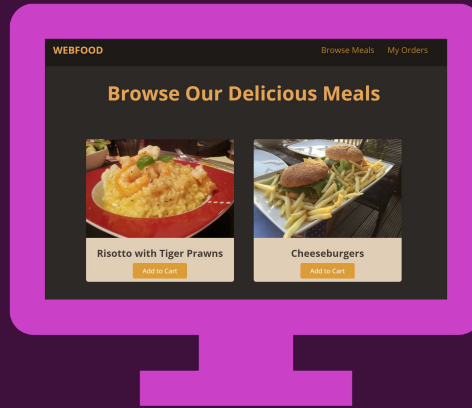 WEBFOOD
Browse Meals My Orders
Browse Our Delicious Meals
Risotto with Tiger Prawns
Add to Cart
Cheeseburgers
Add to Cart